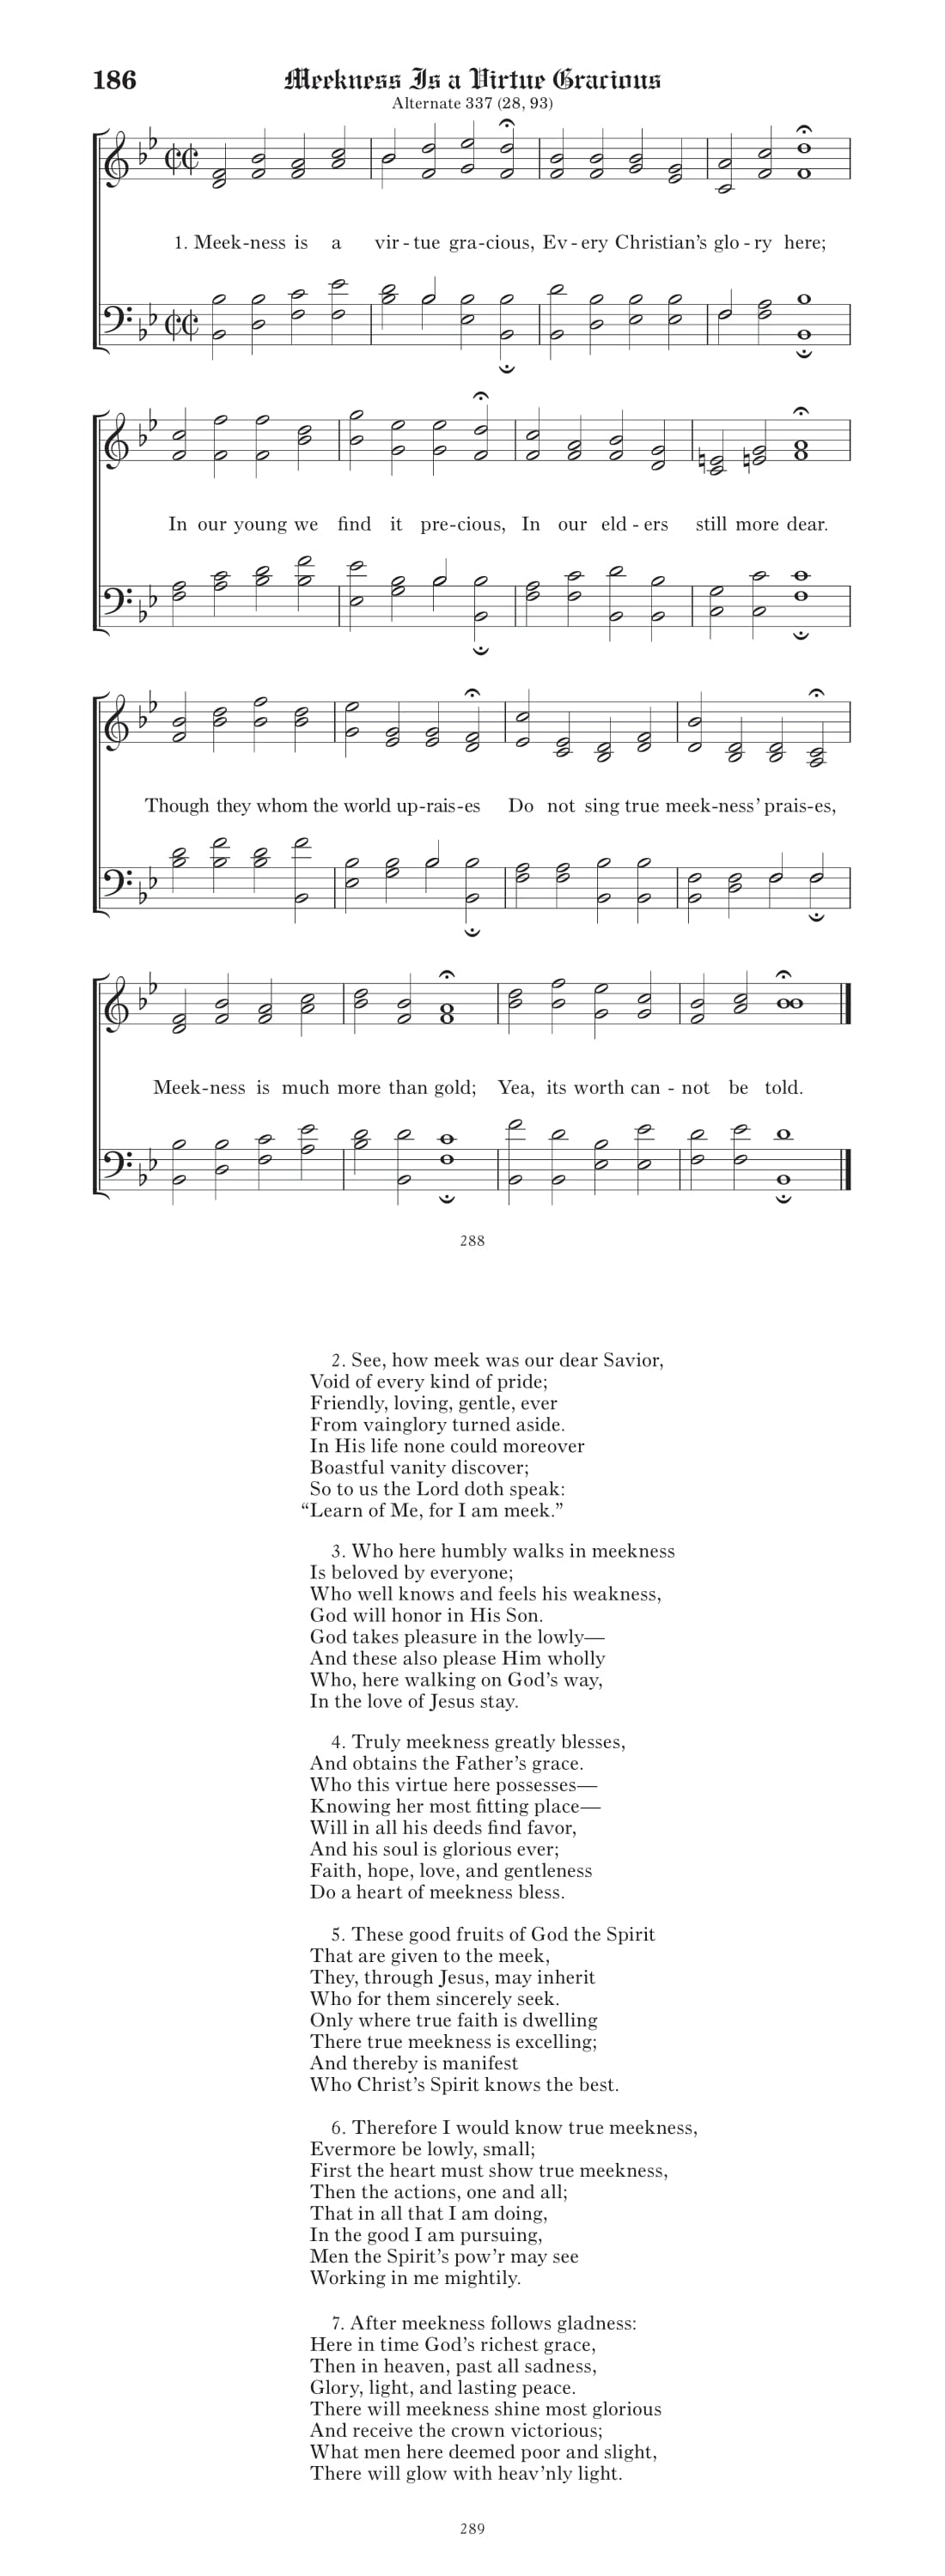 186 Meekness Is a Virtue Gracious
Alternate 337 (28, 93)
1. Meek-ness is a vir-tue gra-cious, Ev-ery Christian’s glo-ry here;
In our young we find it pre-cious, In our eld-ers still more dear.
Though they whom the world up-rais-es Do not sing true meek-ness’ prais-es,
Meek-ness is much more than gold; Yea, its worth can-not be told.
288
2. See, how meek was our dear Savior,
Void of every kind of pride;
Friendly, loving, gentle, ever
From vainglory turned aside.
In His life none could moreover
Boastful vanity discover;
So to us the Lord doth speak:
“Learn of Me, for I am meek.”
3. Who here humbly walks in meekness
Is beloved by everyone;
Who well knows and feels his weakness,
God will honor in His Son.
God takes pleasure in the lowly—
And these also please Him wholly
Who, here walking on God’s way,
In the love of Jesus stay.
4. Truly meekness greatly blesses,
And obtains the Father’s grace.
Who this virtue here possesses—
Knowing her most fitting place—
Will in all his deeds find favor,
And his soul is glorious ever;
Faith, hope, love, and gentleness
Do a heart of meekness bless.
5. These good fruits of God the Spirit
That are given to the meek,
They, through Jesus, may inherit
Who for them sincerely seek.
Only where true faith is dwelling
There true meekness is excelling;
And thereby is manifest
Who Christ’s Spirit knows the best.
6. Therefore I would know true meekness,
Evermore be lowly, small;
First the heart must show true meekness,
Then the actions, one and all;
That in all that I am doing,
In the good I am pursuing,
Men the Spirit’s pow’r may see
Working in me mightily.
7. After meekness follows gladness:
Here in time God’s richest grace,
Then in heaven, past all sadness,
Glory, light, and lasting peace.
There will meekness shine most glorious
And receive the crown victorious;
What men here deemed poor and slight,
There will glow with heav’nly light.
289